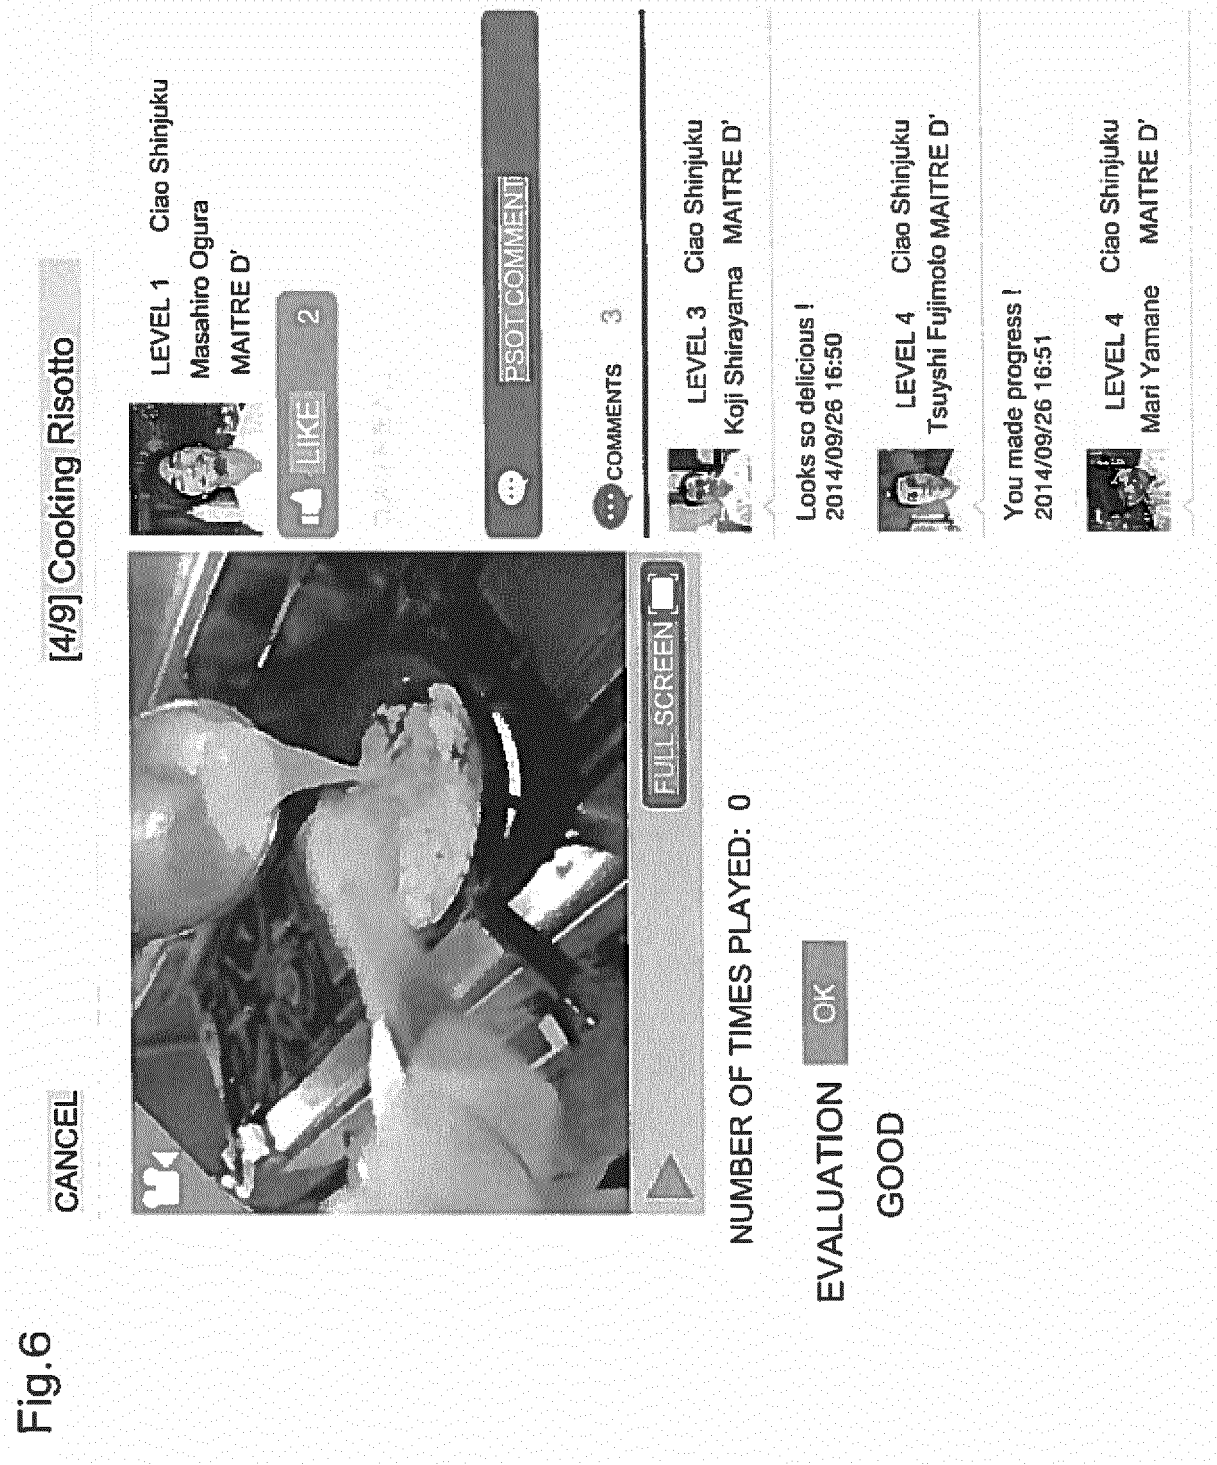 Fig.6
CANCEL
[4/9] Cooking Risotto
FULL SCREEN
NUMBER OF TIMES PLAYED: 0
EVALUATION OK
GOOD
LEVEL 1 Ciao Shinjuku
Masahiro Ogura
MAITRE D'
LIKE 2
PSOT COMMENT
COMMENTS 3
LEVEL 3 Ciao Shinjuku
Koji Shirayama MAITRE D'
Looks so delicious !
2014/09/26 16:50
LEVEL 4 Ciao Shinjuku
Tsuyshi Fujimoto MAITRE D'
You made progress !
2014/09/26 16:51
LEVEL 4 Ciao Shinjuku
Mari Yamane MAITRE D'